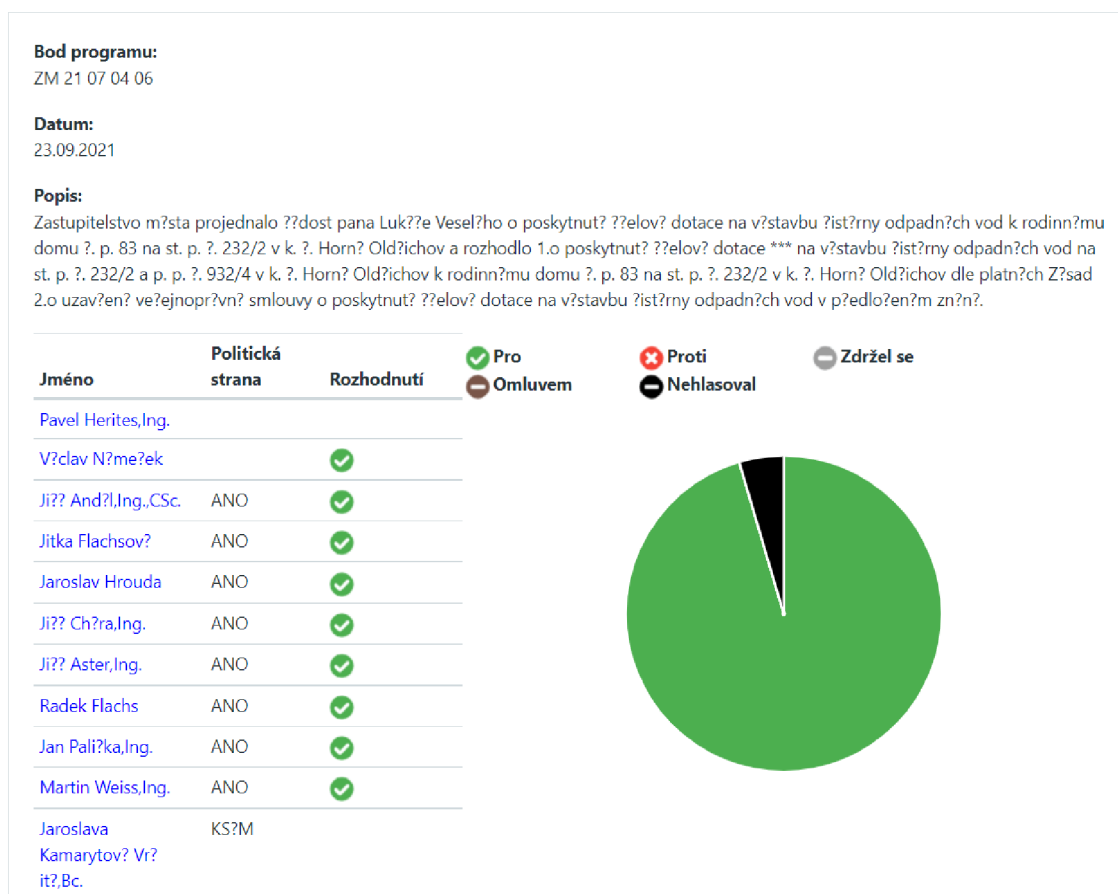 Bod programu:
ZM 21 07 04 06
Datum:
23.09.2021
Popis:
Zastupitelstvo m?sta projednalo ??dost pana Luk??e Vesel?ho o poskytnut? ??elov? dotace na v?stavbu ?ist?rny odpadn?ch vod k rodinn?mu
domu ?. p. 83 na st. p. ?. 232/2 v k. ?. Horn? Old?ichov a rozhodlo 1.o poskytnut? ??elov? dotace *** na v?stavbu ?ist?rny odpadn?ch vod na
st. p. ?. 232/2 a p. p. ?. 932/4 v k. ?. Horn? Old?ichov k rodinn?mu domu ?. p. 83 na st. p. ?. 232/2 v k. ?. Horn? Old?ichov dle platn?ch Z?sad
2.o uzav?en? ve?ejnopr?vn? smlouvy o poskytnut? ??elov? dotace na v?stavbu ?ist?rny odpadn?ch vod v p?edlo?en?m zn?n?.
Jméno Politická strana Rozhodnutí
Pro Proti Zdržel se
Omluvem Nehlasoval
Pavel Herites,Ing.
V?clav N?me?ek
Ji?? And?l,Ing.,CSc. ANO
Jitka Flachsov? ANO
Jaroslav Hrouda ANO
Ji?? Ch?ra,Ing. ANO
Ji?? Aster,Ing. ANO
Radek Flachs ANO
Jan Pali?ka,Ing. ANO
Martin Weiss,Ing. ANO
Jaroslava KS?M
Kamarytov? Vr?
it?,Bc.